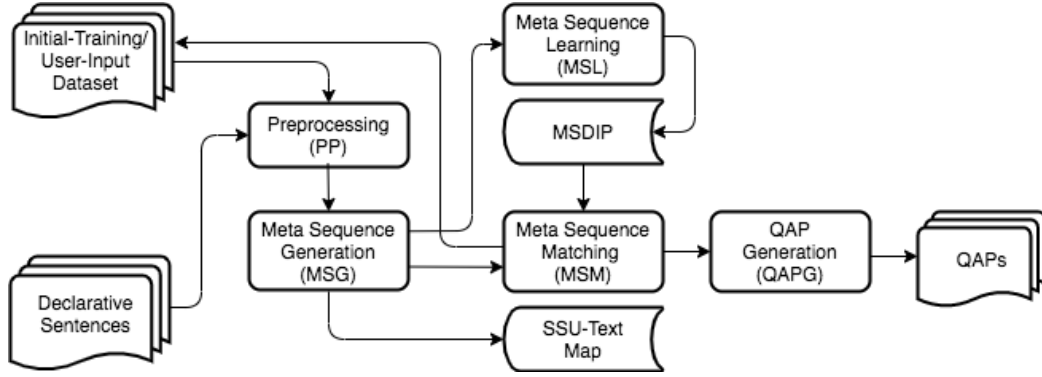 Initial-Training/
User-Input
Dataset
Meta Sequence
Learning
(MSL)
Preprocessing
(PP)
MSDIP
Meta Sequence
Generation
(MSG)
Meta Sequence
Matching
(MSM)
QAP
Generation
(QAPG)
QAPs
Declarative
Sentences
SSU-Text
Map